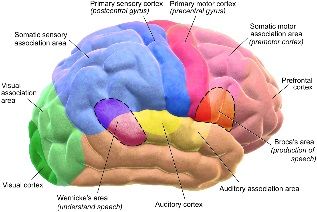 Primary sensory cortex
(postcentral gyrus)
Primary motor cortex
(precentral gyrus)
Somatic sensory
association area
Somatic motor
association area
(premotor cortex)
Visual
association
area
Prefrontal
cortex
Broca's area
(production of
speech)
Visual cortex
Auditory association area
Wernicke's area
(understand speech)
Auditory cortex